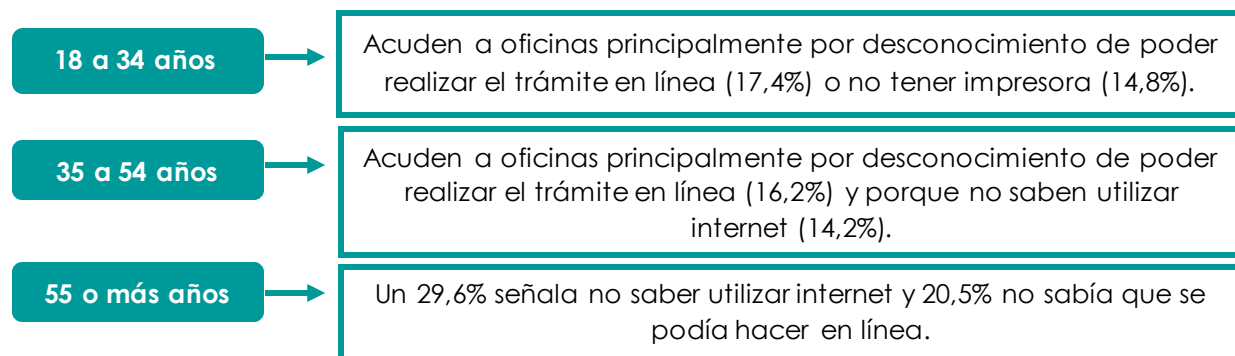 18 a 34 años
Acuden a oficinas principalmente por desconocimiento de poder
realizar el trámite en línea (17,4%) o no tener impresora (14,8%).
35 a 54 años
Acuden a oficinas principalmente por desconocimiento de poder
realizar el trámite en línea (16,2%) y porque no saben utilizar
internet (14,2%).
55 o más años
Un 29,6% señala no saber utilizar internet y 20,5% no sabía que se
podía hacer en línea.